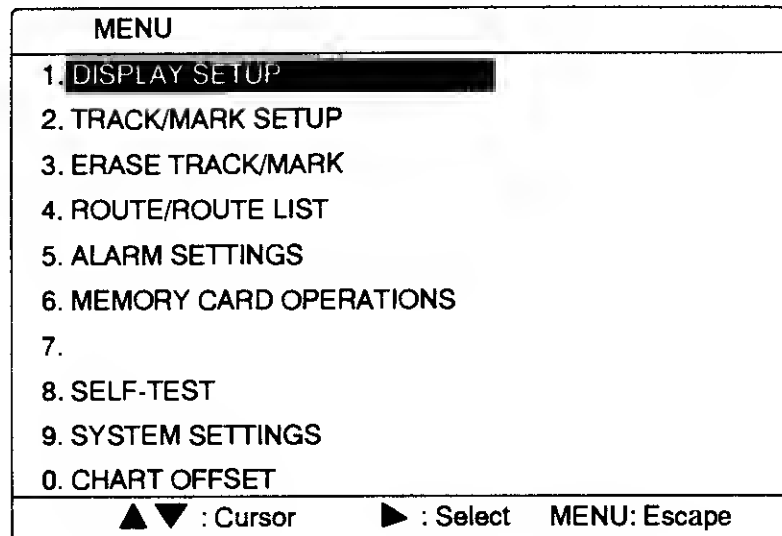 MENU
1. DISPLAY SETUP
2. TRACK/MARK SETUP
3. ERASE TRACK/MARK
4. ROUTE/ROUTE LIST
5. ALARM SETTINGS
6. MEMORY CARD OPERATIONS
7.
8. SELF-TEST
9. SYSTEM SETTINGS
0. CHART OFFSET
▲ ▼ : Cursor ▶ : Select MENU: Escape